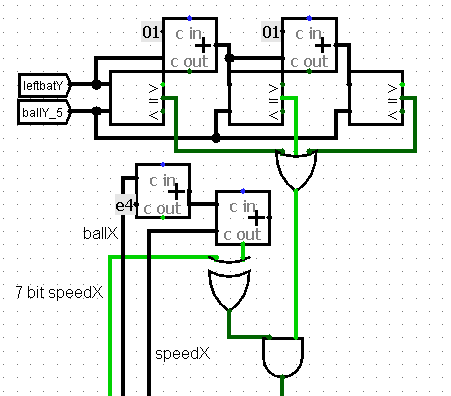 01 c in + 01 c in +
c out c out
leftbatY > = < > = < > = <
ballY_5
c in +
e4 c out c in +
ballX c out
7 bit speedX
speedX